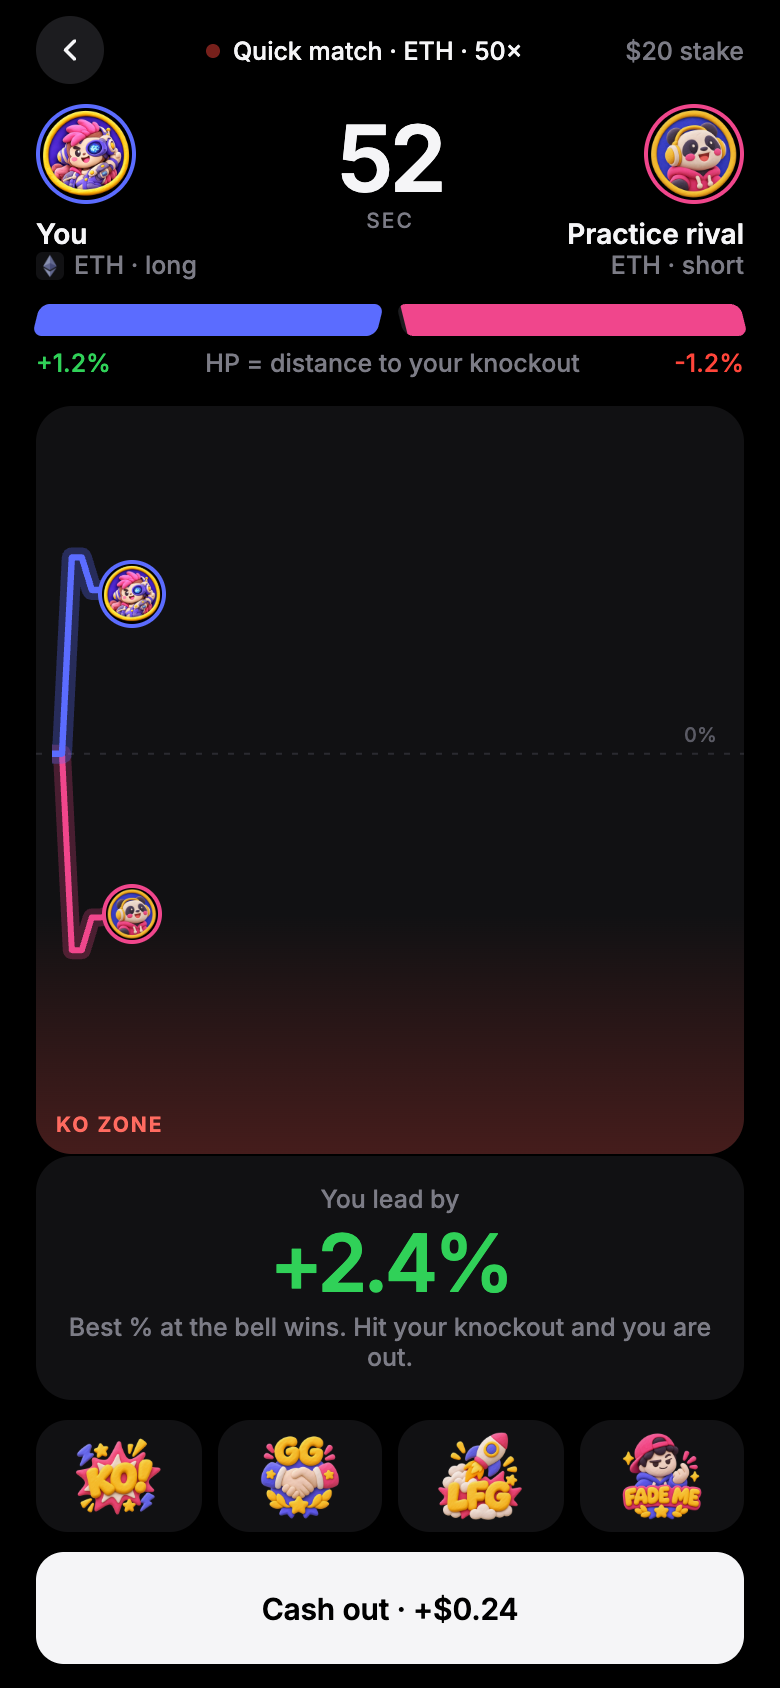 Quick match · ETH · 50×
$20 stake
52
SEC
You
ETH · long
Practice rival
ETH · short
+1.2%
HP = distance to your knockout
-1.2%
0%
KO ZONE
You lead by
+2.4%
Best % at the bell wins. Hit your knockout and you are
out.
KO!
GG
LFG
FADE ME
Cash out · +$0.24